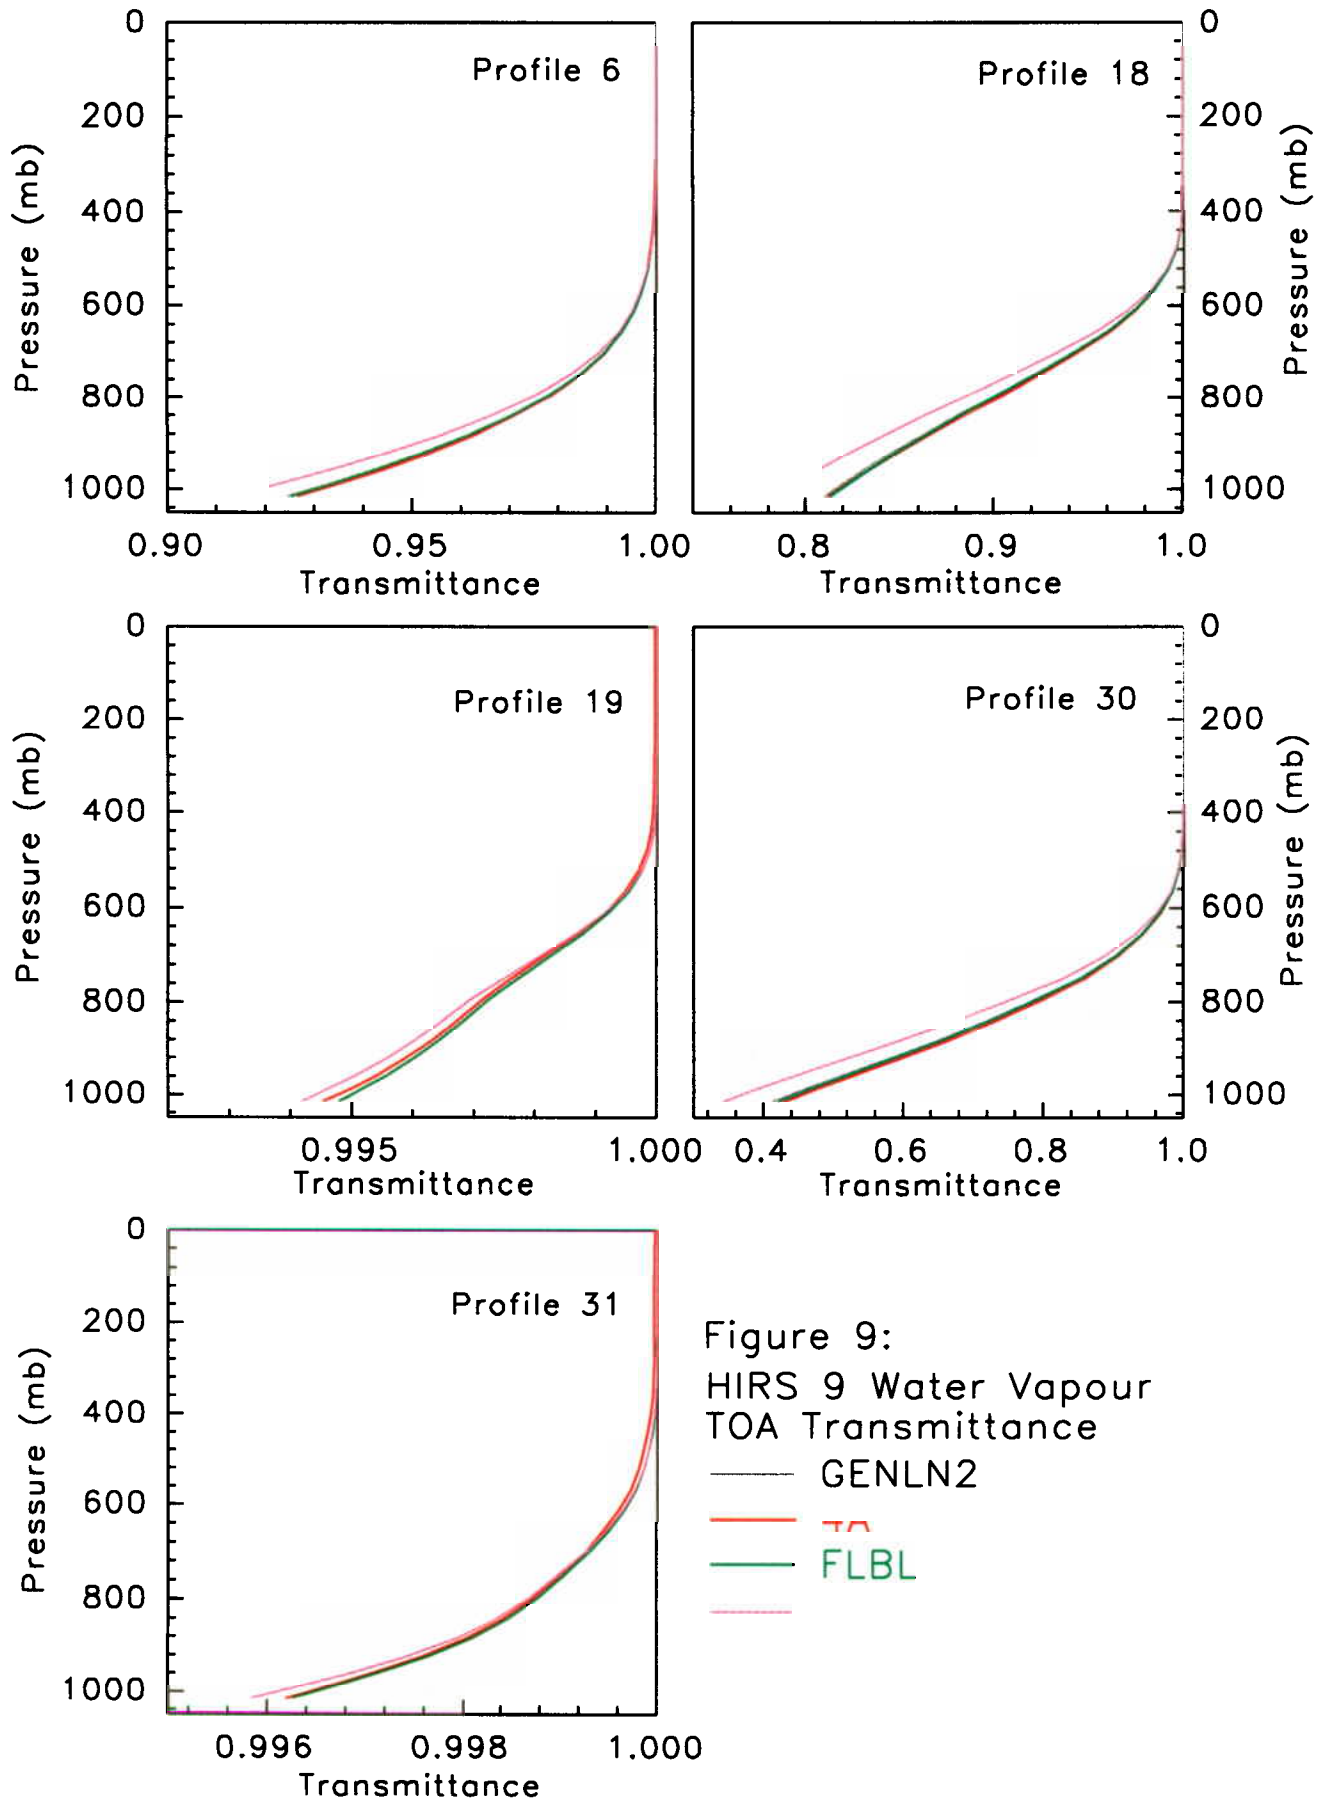 0
200
400
600
800
1000
Pressure (mb)
Profile 6
0.90 0.95 1.00
Transmittance
Profile 18
0
200
400
600
800
1000
Pressure (mb)
0.8 0.9 1.0
Transmittance
0
200
400
600
800
1000
Pressure (mb)
Profile 19
0.995 1.000
Transmittance
Profile 30
0
200
400
600
800
1000
Pressure (mb)
0.4 0.6 0.8 1.0
Transmittance
0
200
400
600
800
1000
Pressure (mb)
Profile 31
0.996 0.998 1.000
Transmittance
Figure 9:
HIRS 9 Water Vapour
TOA Transmittance
GENLN2
FLBL